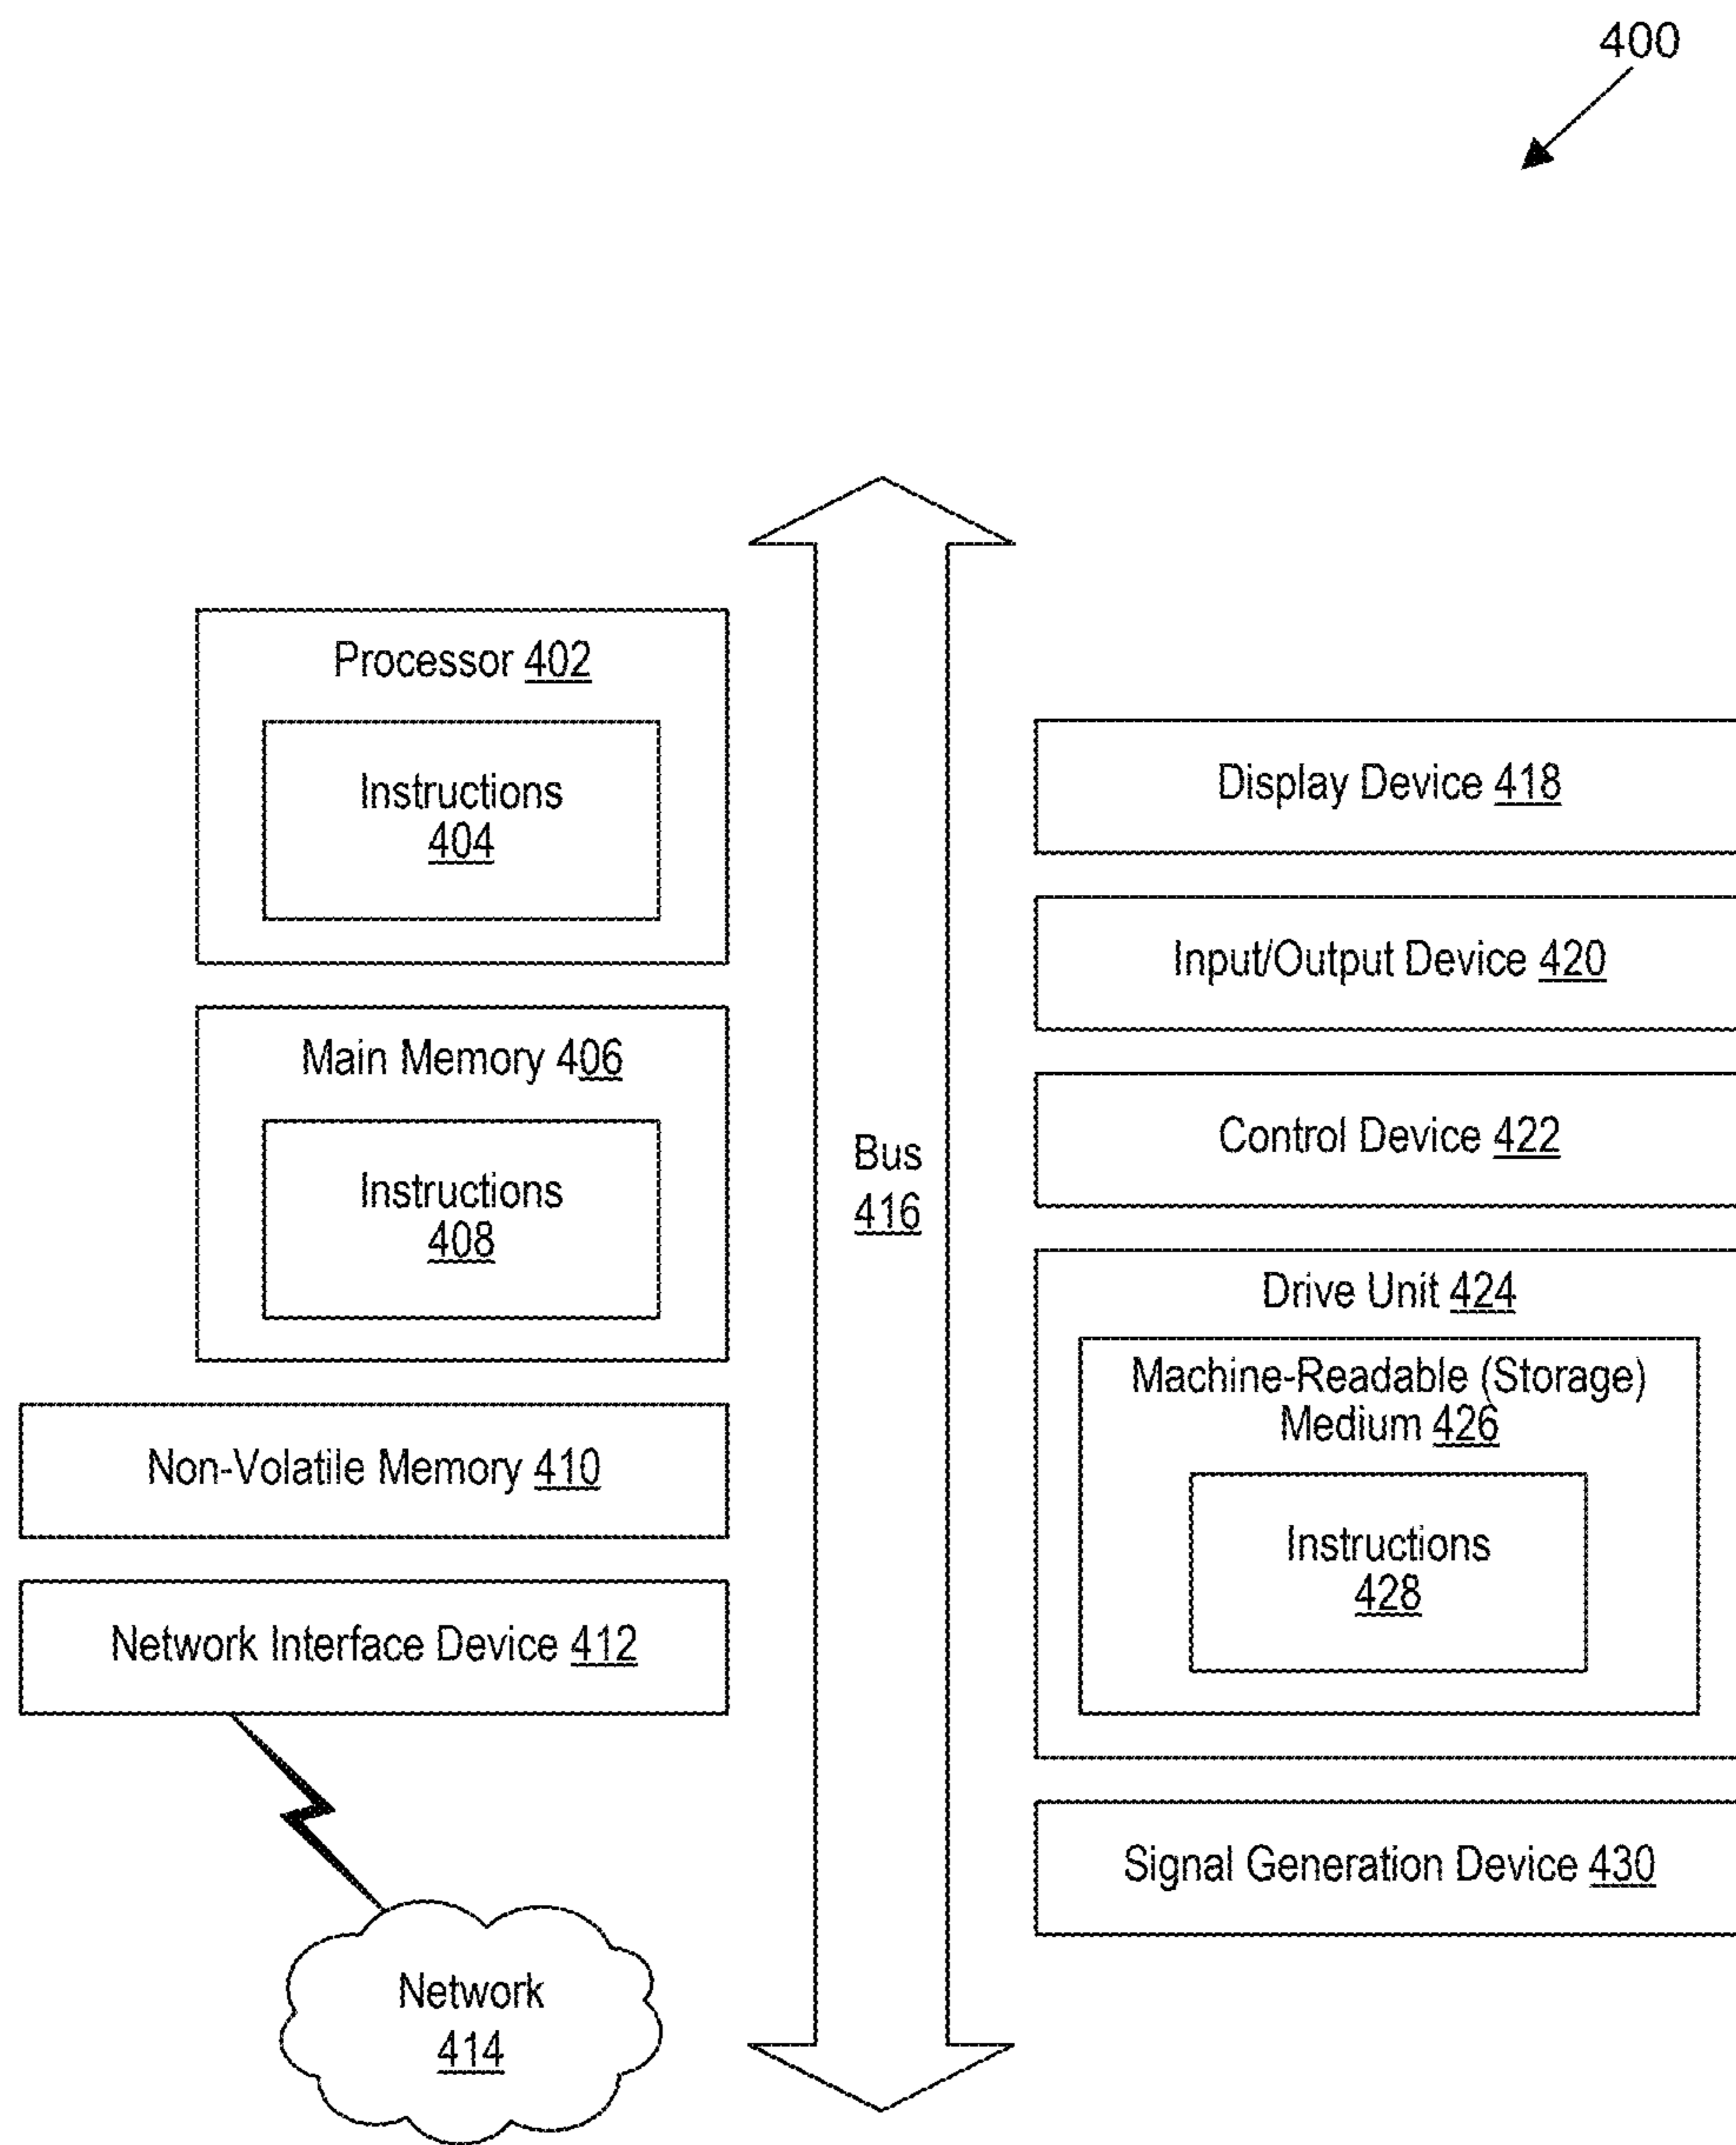 400
Processor 402
Instructions
404
Main Memory 406
Instructions
408
Non-Volatile Memory 410
Network Interface Device 412
Network
414
Bus
416
Display Device 418
Input/Output Device 420
Control Device 422
Drive Unit 424
Machine-Readable (Storage)
Medium 426
Instructions
428
Signal Generation Device 430